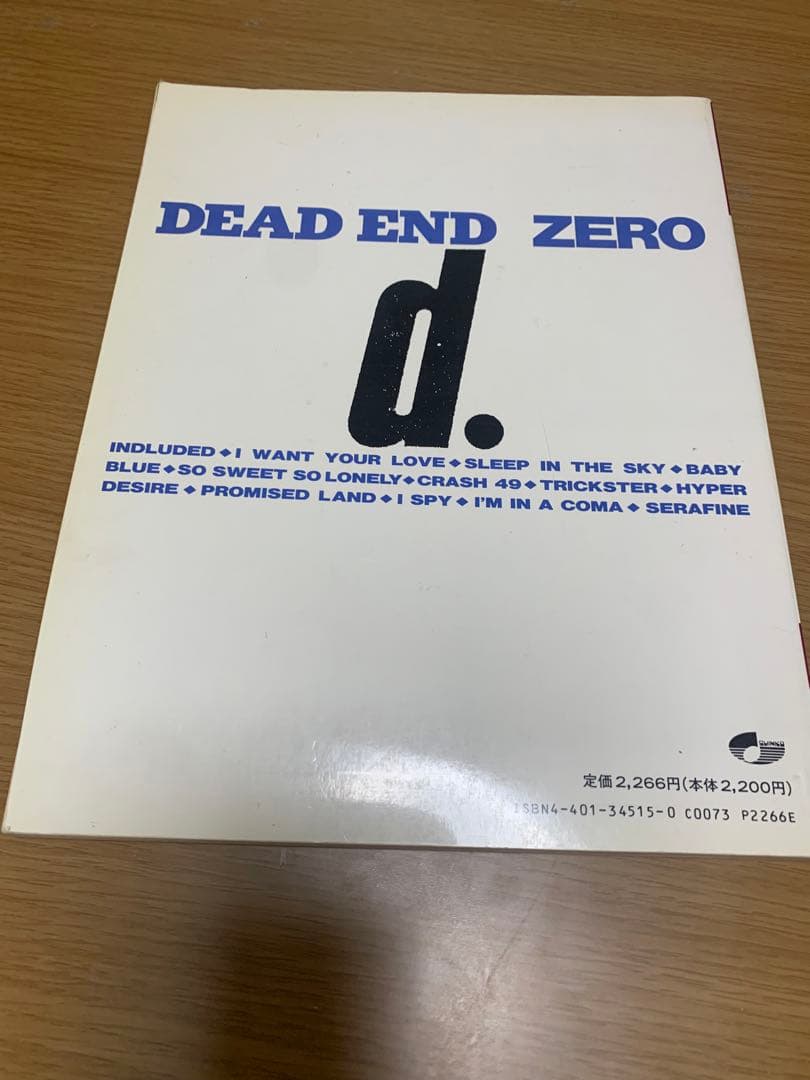 DEAD END ZERO
d.
INDLUDED◆I WANT YOUR LOVE◆SLEEP IN THE SKY◆BABY
BLUE◆SO SWEET SO LONELY◆CRASH 49◆TRICKSTER◆HYPER
DESIRE◆PROMISED LAND◆I SPY◆I'M IN A COMA◆SERAFINE
定価2,266円(本体2,200円)
ISBN4-401-34515-0 C0073 P2266E